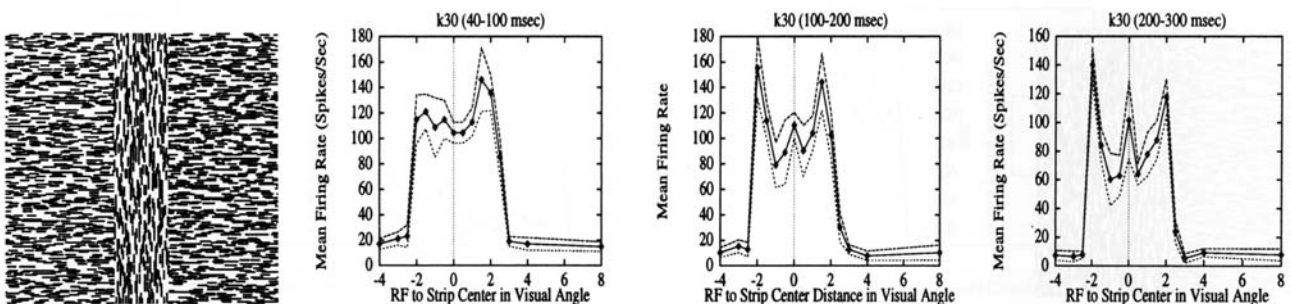 k30 (40-100 msec)
Mean Firing Rate (Spikes/Sec)
180
160
140
120
100
80
60
40
20
0
-4 -2 0 2 4 6 8
RF to Strip Center in Visual Angle
k30 (100-200 msec)
Mean Firing Rate
180
160
140
120
100
80
60
40
20
0
-4 -2 0 2 4 6 8
RF to Strip Center Distance in Visual Angle
k30 (200-300 msec)
Mean Firing Rate (Spikes/Sec)
160
140
120
100
80
60
40
20
0
-4 -2 0 2 4 6 8
RF to Strip Center in Visual Angle